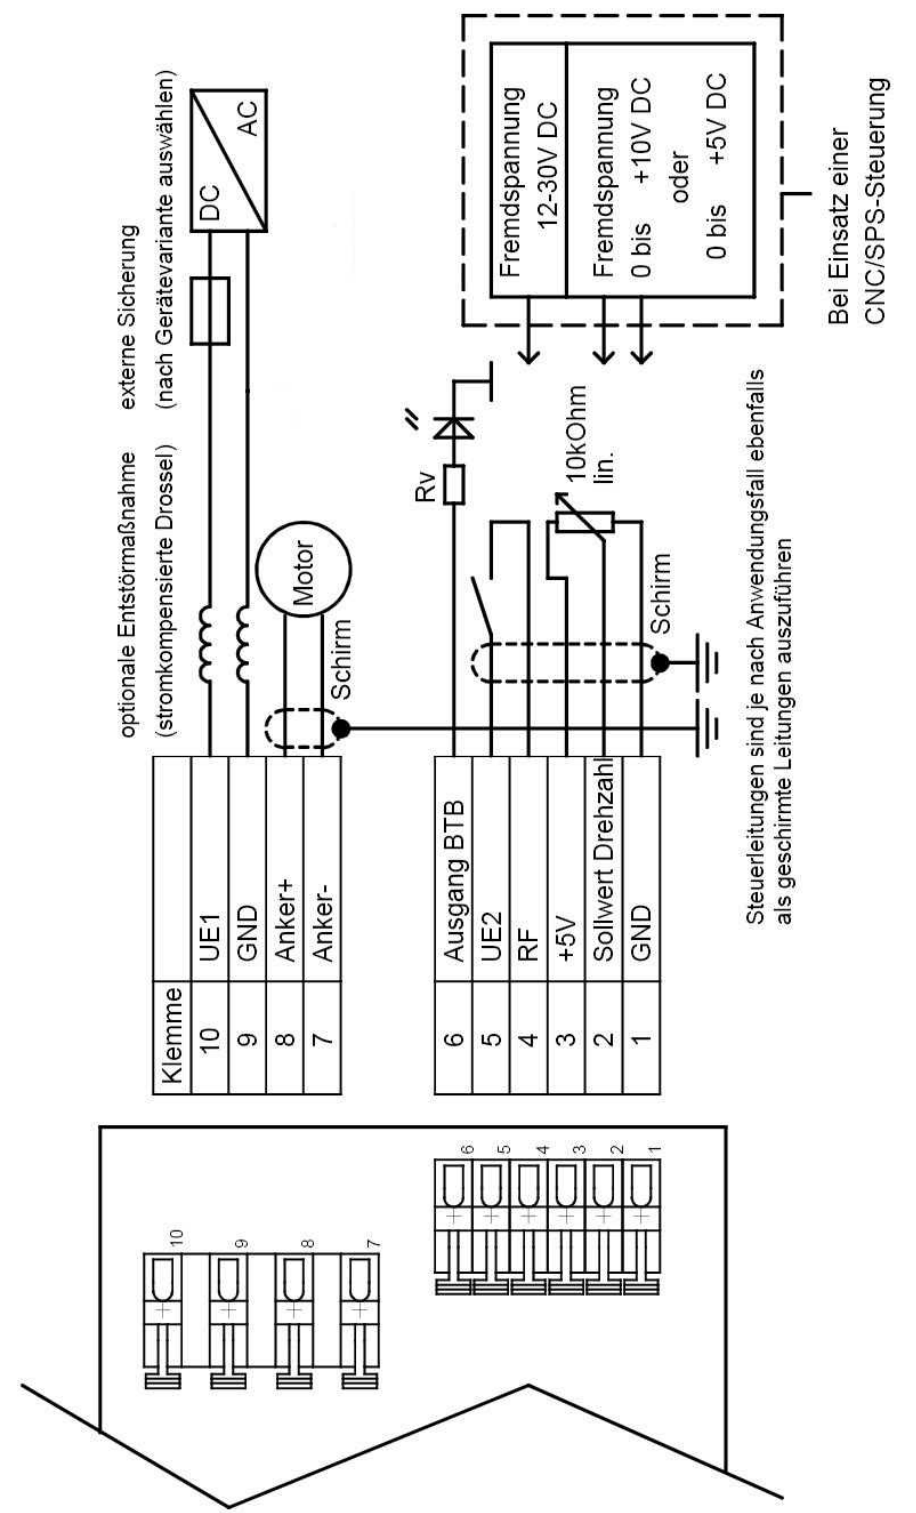 optionale Entstörmaßnahme
(stromkompensierte Drossel)
externe Sicherung
(nach Gerätevariante auswählen)
DC
AC
Klemme
10 UE1
9 GND
8 Anker+
7 Anker-
Motor
Schirm
6 Ausgang BTB
5 UE2
4 RF
3 +5V
2 Sollwert Drehzahl
1 GND
Rv
10kOhm
lin.
Schirm
Fremdspannung
12-30V DC
Fremdspannung
0 bis +10V DC
oder
0 bis +5V DC
Bei Einsatz einer
CNC/SPS-Steuerung
Steuerleitungen sind je nach Anwendungsfall ebenfalls
als geschirmte Leitungen auszuführen
10
9
8
7
6
5
4
3
2
1